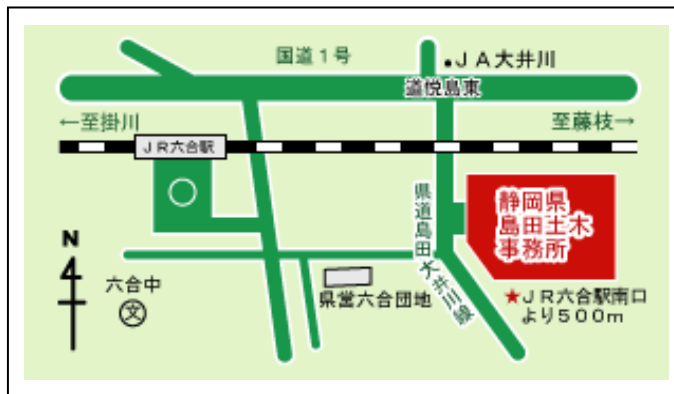 国道1号
●JA大井川
道悦島東
←至掛川
至藤枝→
JR六合駅
静岡県
島田土木
事務所
県道島田大井川線
N
六合中
文
県営六合団地
★JR六合駅南口
より500m